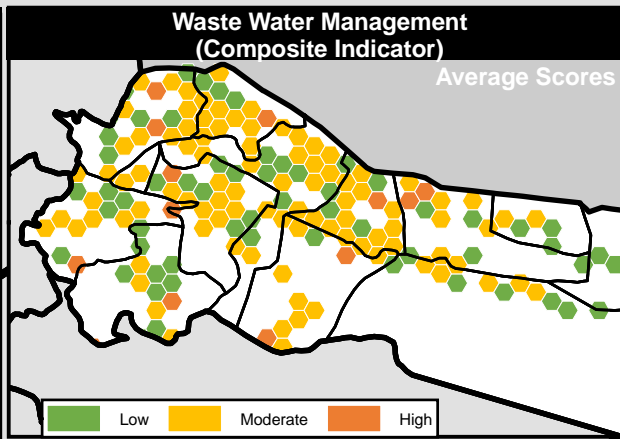 Waste Water Management
(Composite Indicator)
Average Scores
Low Moderate High